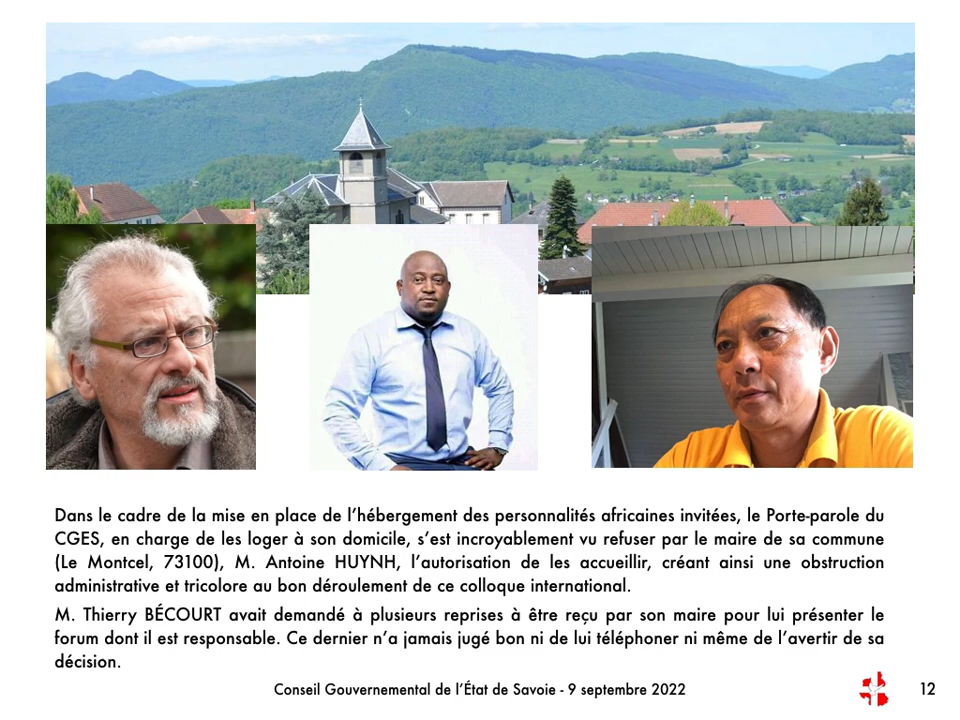 Dans le cadre de la mise en place de l’hébergement des personnalités africaines invitées, le Porte-parole du
CGES, en charge de les loger à son domicile, s’est incroyablement vu refuser par le maire de sa commune
(Le Montcel, 73100), M. Antoine HUYNH, l’autorisation de les accueillir, créant ainsi une obstruction
administrative et tricolore au bon déroulement de ce colloque international.
M. Thierry BÉCOURT avait demandé à plusieurs reprises à être reçu par son maire pour lui présenter le
forum dont il est responsable. Ce dernier n’a jamais jugé bon ni de lui téléphoner ni même de l’avertir de sa
décision.
Conseil Gouvernemental de l’État de Savoie - 9 septembre 2022
12